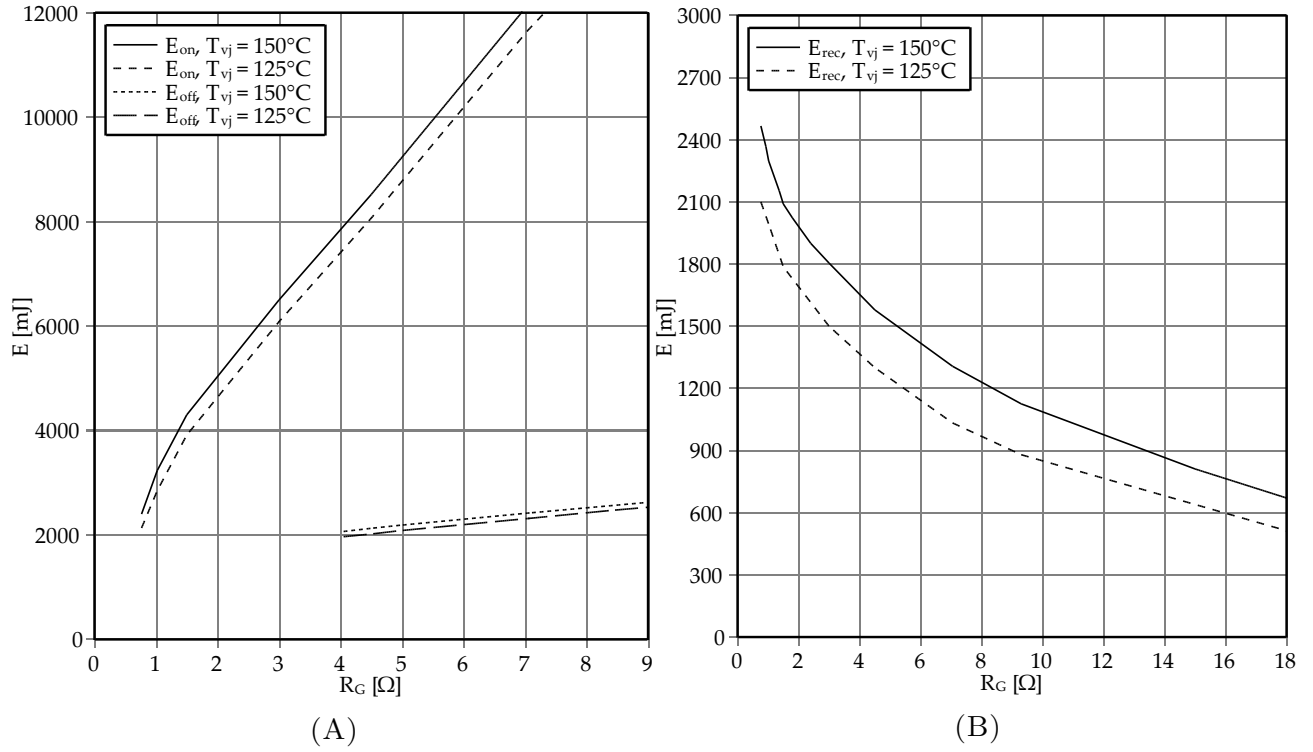 12000
10000
8000
6000
4000
2000
0
E [mJ]
Eon, Tvj = 150°C
Eon, Tvj = 125°C
Eoff, Tvj = 150°C
Eoff, Tvj = 125°C
0 1 2 3 4 5 6 7 8 9
RG [Ω]
(A)
3000
2700
2400
2100
1800
1500
1200
900
600
300
0
E [mJ]
Erec, Tvj = 150°C
Erec, Tvj = 125°C
0 2 4 6 8 10 12 14 16 18
RG [Ω]
(B)